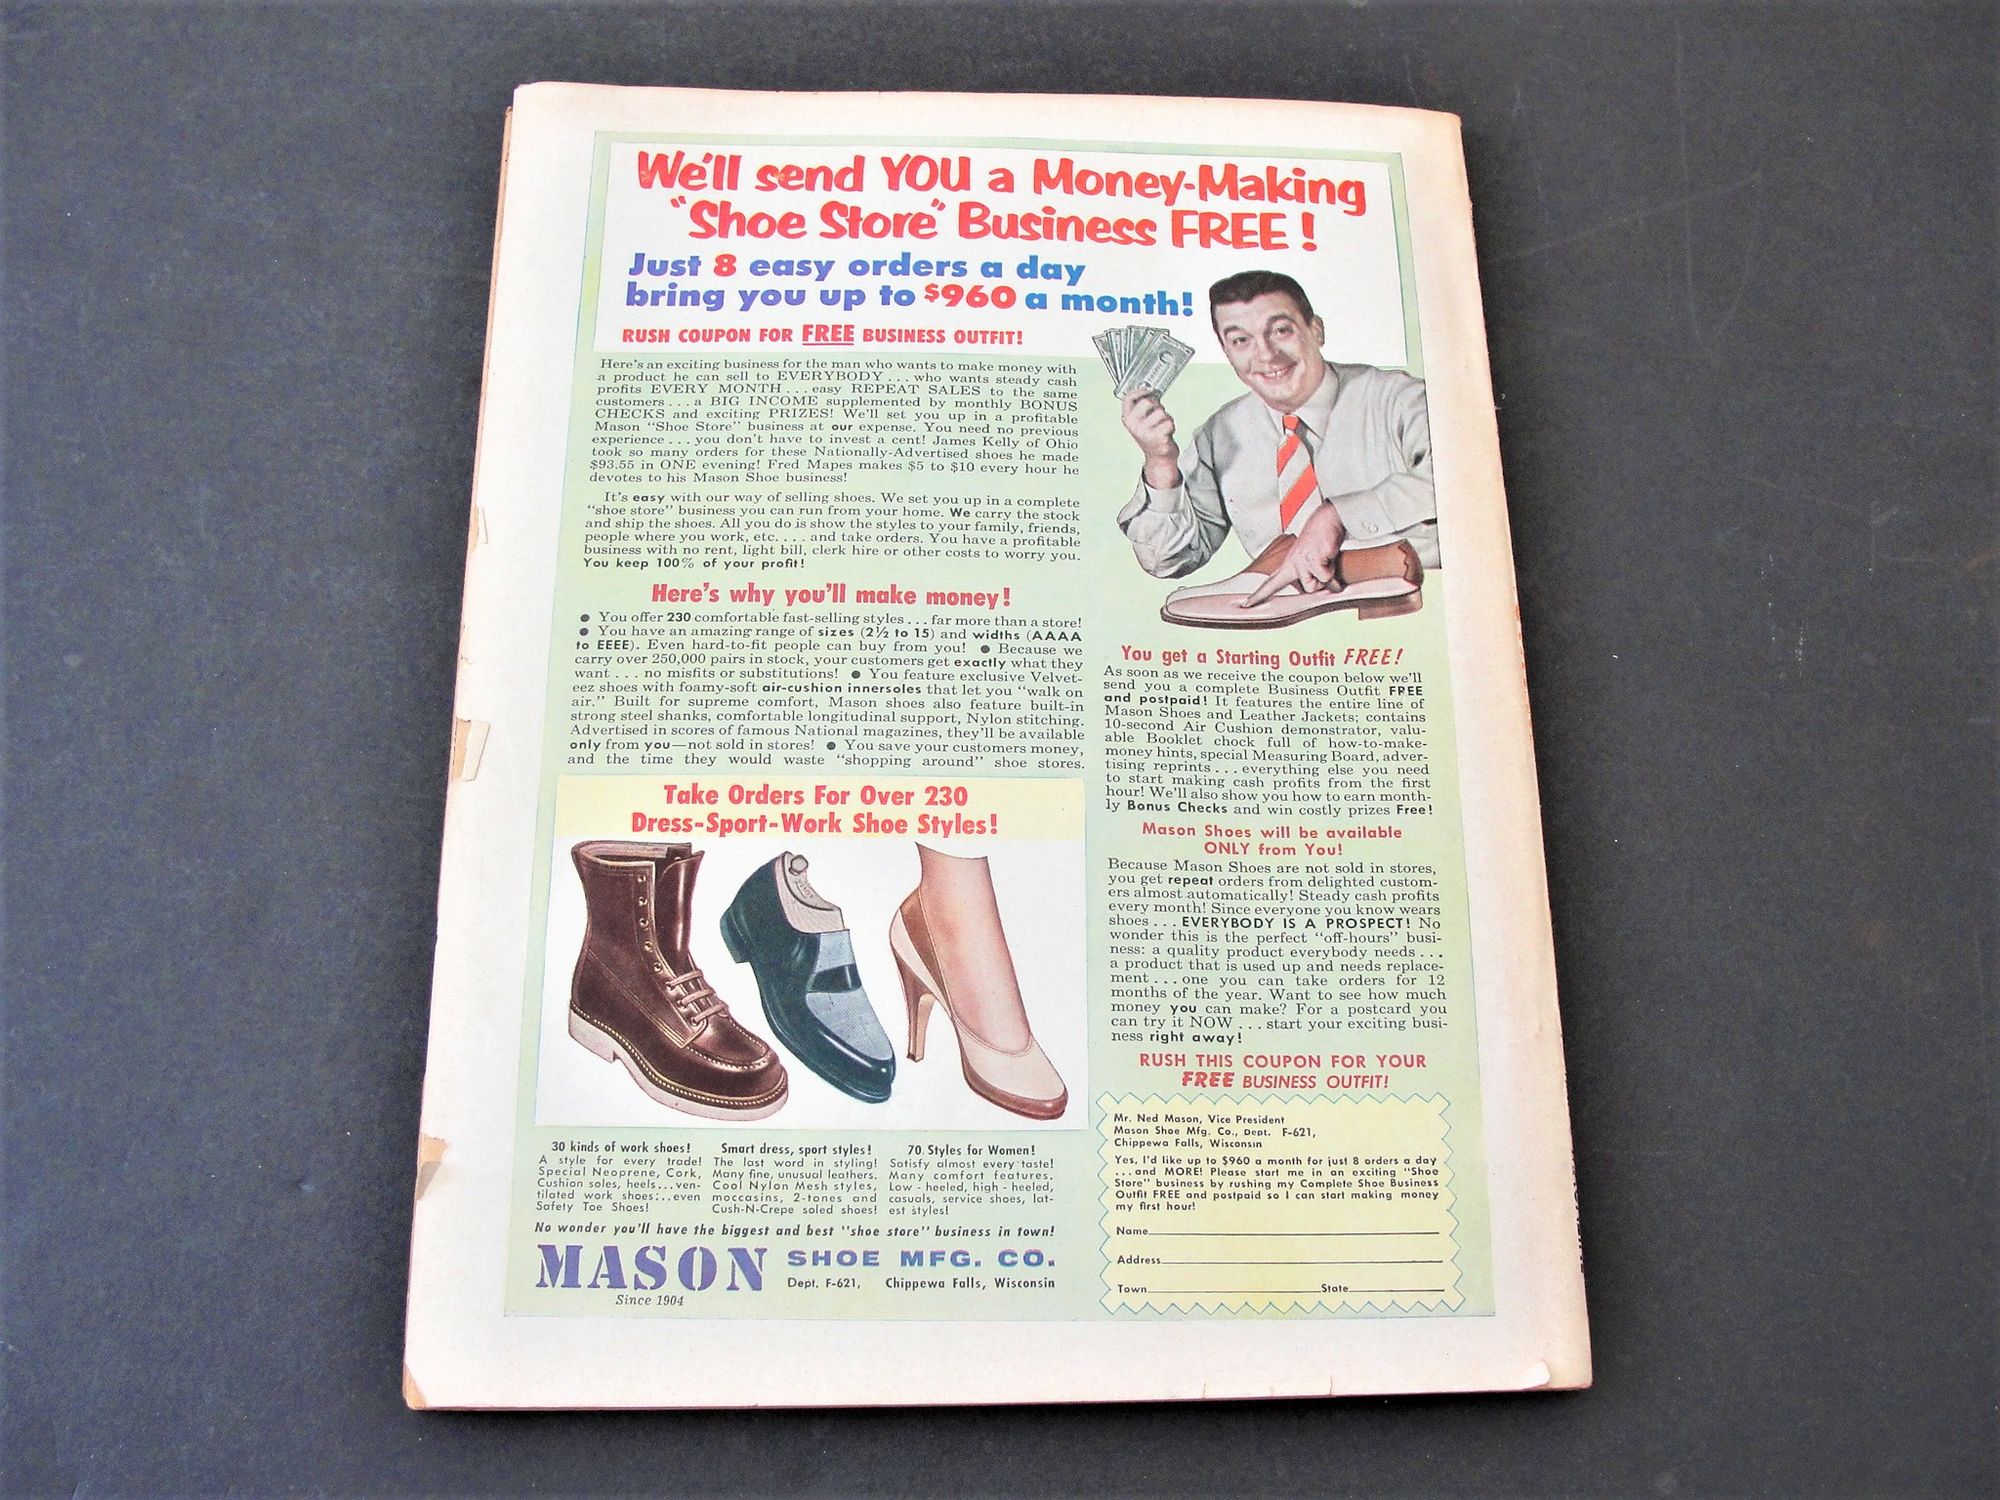 We'll send YOU a Money-Making
"Shoe Store" Business FREE!
Just 8 easy orders a day
bring you up to $960 a month!
RUSH COUPON FOR FREE BUSINESS OUTFIT!
Here's an exciting business for the man who wants to make money with
a product he can sell to EVERYBODY... who wants steady cash
profits EVERY MONTH... easy REPEAT SALES to the same
customers... a BIG INCOME supplemented by monthly BONUS
CHECKS and exciting PRIZES! We'll set you up in a profitable
Mason "Shoe Store" business at our expense. You need no previous
experience... you don't have to invest a cent! James Kelly of Ohio
took so many orders for these Nationally-Advertised shoes he made
$93.55 in ONE evening! Fred Mapes makes $5 to $10 every hour he
devotes to his Mason Shoe business!
It's easy with our way of selling shoes. We set you up in a complete
"shoe store" business you can run from your home. We carry the stock
and ship the shoes. All you do is show the styles to your family, friends,
people where you work, etc.... and take orders. You have a profitable
business with no rent, light bill, clerk hire or other costs to worry you.
You keep 100% of your profit!
Here's why you'll make money!
● You offer 230 comfortable fast-selling styles... far more than a store!
● You have an amazing range of sizes (2½ to 15) and widths (AAAA
to EEEE). Even hard-to-fit people can buy from you! ● Because we
carry over 250,000 pairs in stock, your customers get exactly what they
want... no misfits or substitutions! ● You feature exclusive Velvet-
eez shoes with foamy-soft air-cushion innersoles that let you "walk on
air." Built for supreme comfort, Mason shoes also feature built-in
strong steel shanks, comfortable longitudinal support, Nylon stitching.
Advertised in scores of famous National magazines, they'll be available
only from you—not sold in stores! ● You save your customers money,
and the time they would waste "shopping around" shoe stores.
Take Orders For Over 230
Dress-Sport-Work Shoe Styles!
30 kinds of work shoes!
A style for every trade!
Special Neoprene, Cork,
Cushion soles, heels...ven-
tilated work shoes:..even
Safety Toe Shoes!
Smart dress, sport styles!
The last word in styling!
Many fine, unusual leathers.
Cool Nylon Mesh styles,
moccasins, 2-tones and
Cush-N-Crepe soled shoes!
70 Styles for Women!
Satisfy almost every taste!
Many comfort features.
Low-heeled, high-heeled,
casuals, service shoes, lat-
est styles!
No wonder you'll have the biggest and best "shoe store" business in town!
MASON SHOE MFG. CO.
Since 1904
Dept. F-621, Chippewa Falls, Wisconsin
You get a Starting Outfit FREE!
As soon as we receive the coupon below we'll
send you a complete Business Outfit FREE
and postpaid! It features the entire line of
Mason Shoes and Leather Jackets; contains
10-second Air Cushion demonstrator, valu-
able Booklet chock full of how-to-make-
money hints, special Measuring Board, adver-
tising reprints... everything else you need
to start making cash profits from the first
hour! We'll also show you how to earn month-
ly Bonus Checks and win costly prizes Free!
Mason Shoes will be available
ONLY from You!
Because Mason Shoes are not sold in stores,
you get repeat orders from delighted custom-
ers almost automatically! Steady cash profits
every month! Since everyone you know wears
shoes... EVERYBODY IS A PROSPECT! No
wonder this is the perfect "off-hours" busi-
ness: a quality product everybody needs...
a product that is used up and needs replace-
ment... one you can take orders for 12
months of the year. Want to see how much
money you can make? For a postcard you
can try it NOW... start your exciting busi-
ness right away!
RUSH THIS COUPON FOR YOUR
FREE BUSINESS OUTFIT!
Mr. Ned Mason, Vice President
Mason Shoe Mfg. Co., Dept. F-621,
Chippewa Falls, Wisconsin
Yes, I'd like up to $960 a month for just 8 orders a day
...and MORE! Please start me in an exciting "Shoe
Store" business by rushing my Complete Shoe Business
Outfit FREE and postpaid so I can start making money
my first hour!
Name
Address
Town State